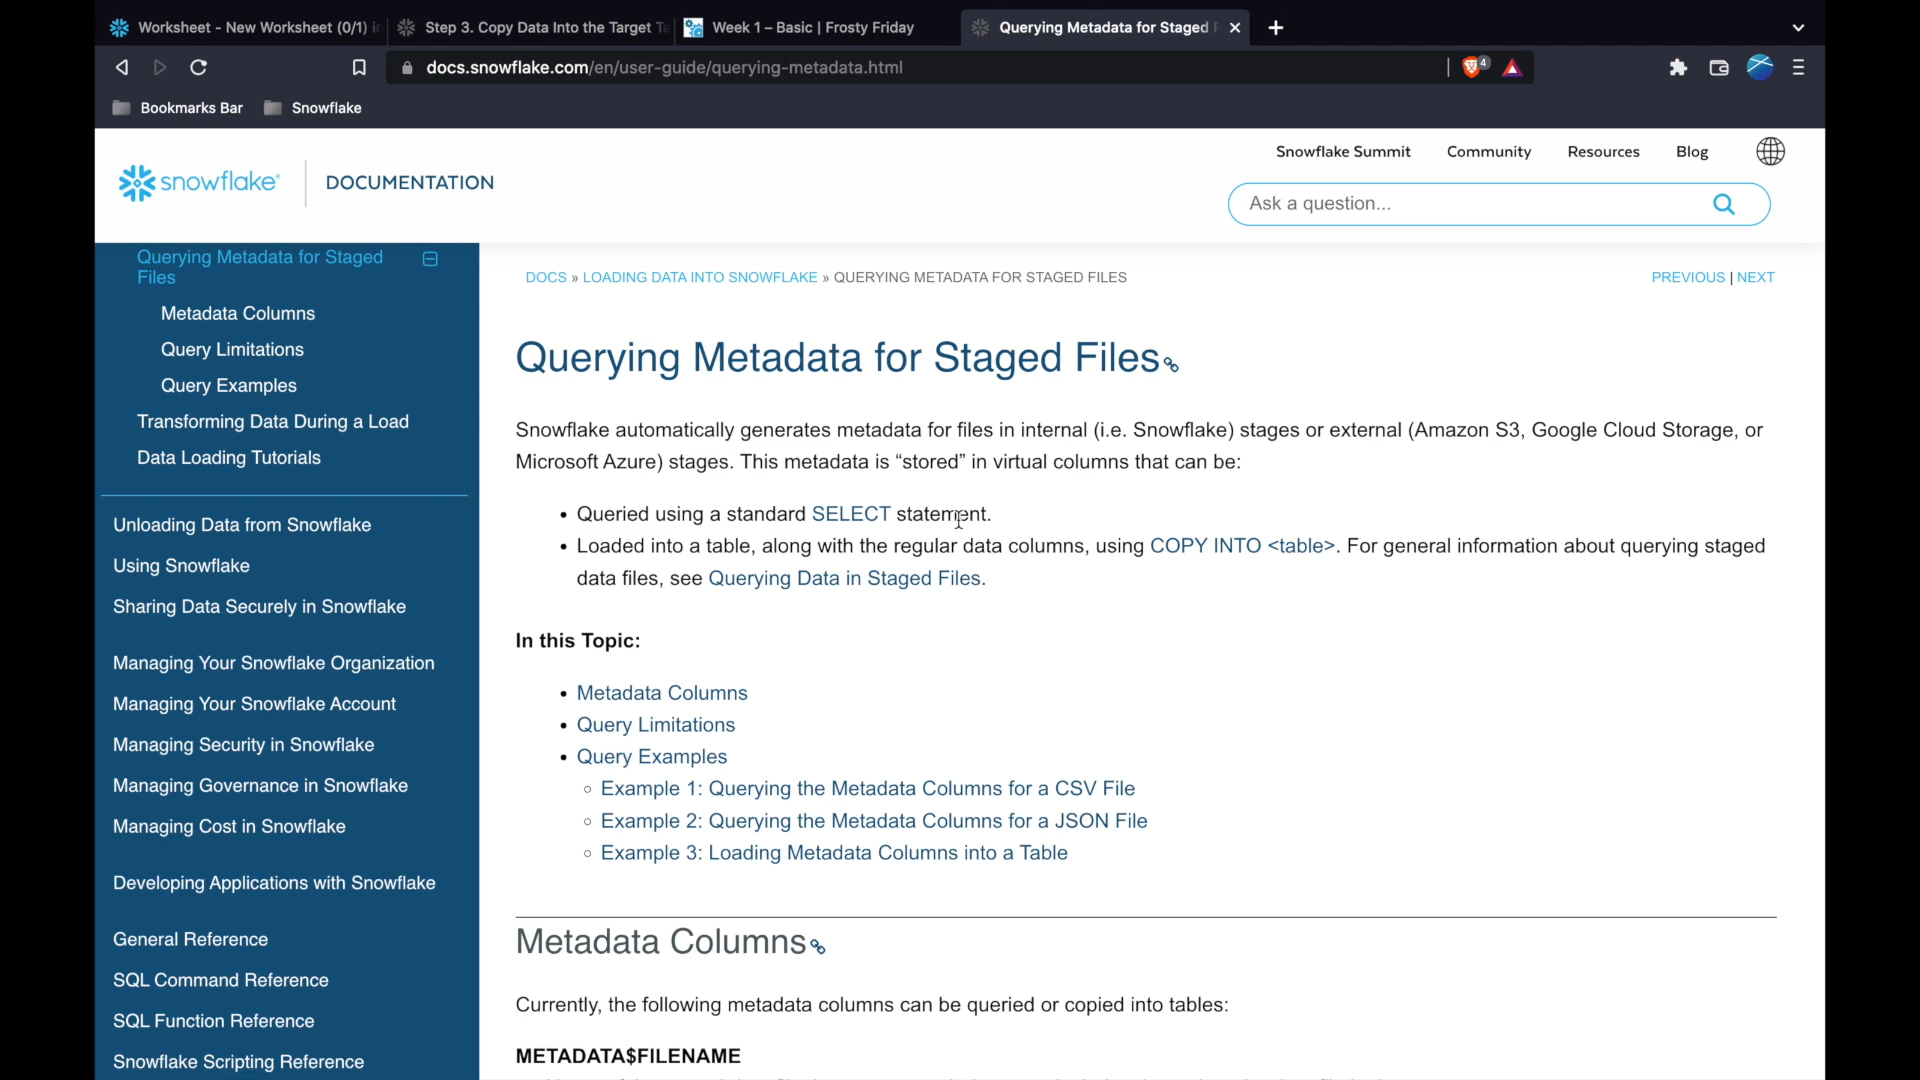 Worksheet - New Worksheet (0/1) i
Step 3. Copy Data Into the Target Ta
Week 1 – Basic | Frosty Friday
Querying Metadata for Staged F
docs.snowflake.com/en/user-guide/querying-metadata.html
4
Bookmarks Bar
Snowflake
snowflake®
DOCUMENTATION
Snowflake Summit
Community
Resources
Blog
Ask a question...
Querying Metadata for Staged
Files
Metadata Columns
Query Limitations
Query Examples
Transforming Data During a Load
Data Loading Tutorials
Unloading Data from Snowflake
Using Snowflake
Sharing Data Securely in Snowflake
Managing Your Snowflake Organization
Managing Your Snowflake Account
Managing Security in Snowflake
Managing Governance in Snowflake
Managing Cost in Snowflake
Developing Applications with Snowflake
General Reference
SQL Command Reference
SQL Function Reference
Snowflake Scripting Reference
DOCS » LOADING DATA INTO SNOWFLAKE » QUERYING METADATA FOR STAGED FILES
PREVIOUS | NEXT
Querying Metadata for Staged Files
Snowflake automatically generates metadata for files in internal (i.e. Snowflake) stages or external (Amazon S3, Google Cloud Storage, or
Microsoft Azure) stages. This metadata is “stored” in virtual columns that can be:
• Queried using a standard SELECT statement.
• Loaded into a table, along with the regular data columns, using COPY INTO <table>. For general information about querying staged
data files, see Querying Data in Staged Files.
In this Topic:
• Metadata Columns
• Query Limitations
• Query Examples
◦ Example 1: Querying the Metadata Columns for a CSV File
◦ Example 2: Querying the Metadata Columns for a JSON File
◦ Example 3: Loading Metadata Columns into a Table
Metadata Columns
Currently, the following metadata columns can be queried or copied into tables:
METADATA$FILENAME